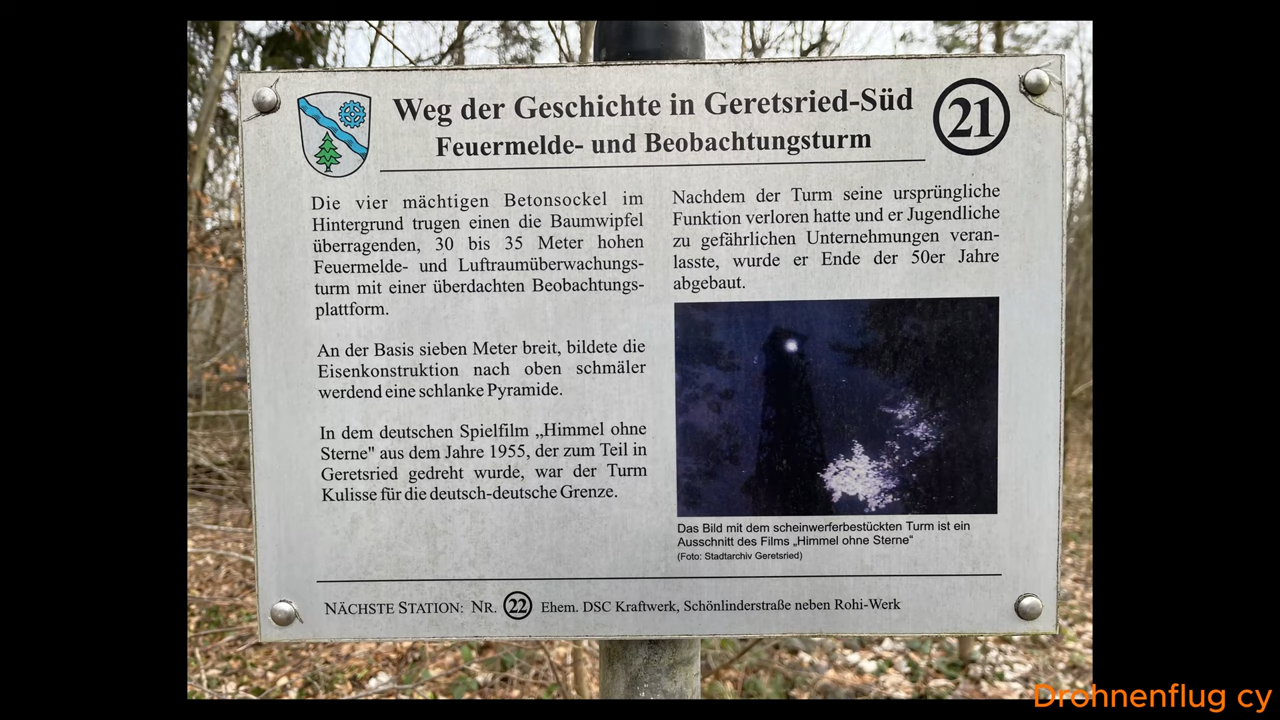 Weg der Geschichte in Geretsried-Süd
Feuermelde- und Beobachtungsturm
21
Die vier mächtigen Betonsockel im
Hintergrund trugen einen die Baumwipfel
überragenden, 30 bis 35 Meter hohen
Feuermelde- und Luftraumüberwachungs-
turm mit einer überdachten Beobachtungs-
plattform.
An der Basis sieben Meter breit, bildete die
Eisenkonstruktion nach oben schmäler
werdend eine schlanke Pyramide.
In dem deutschen Spielfilm „Himmel ohne
Sterne" aus dem Jahre 1955, der zum Teil in
Geretsried gedreht wurde, war der Turm
Kulisse für die deutsch-deutsche Grenze.
Nachdem der Turm seine ursprüngliche
Funktion verloren hatte und er Jugendliche
zu gefährlichen Unternehmungen veran-
lasste, wurde er Ende der 50er Jahre
abgebaut.
Das Bild mit dem scheinwerferbestückten Turm ist ein
Ausschnitt des Films „Himmel ohne Sterne“
(Foto: Stadtarchiv Geretsried)
NÄCHSTE STATION: NR. 22 Ehem. DSC Kraftwerk, Schönlinderstraße neben Rohi-Werk
Drohnenflug cy